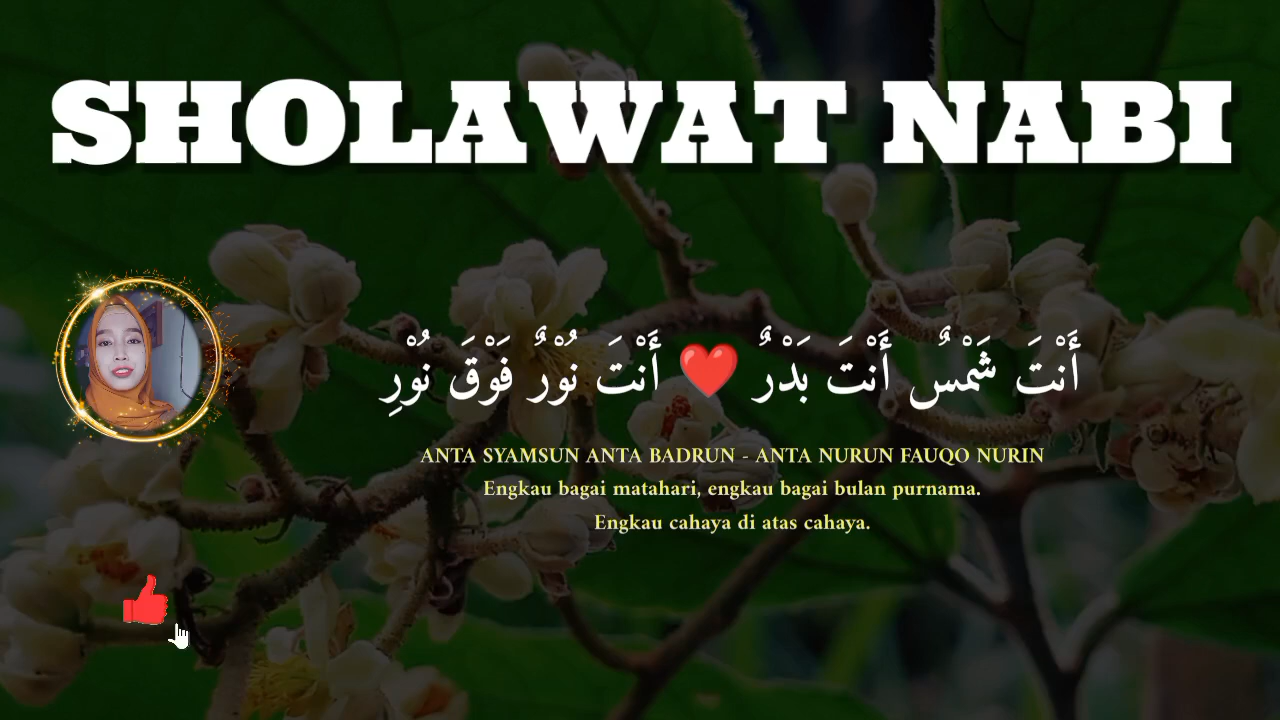 SHOLAWAT NABI
أَنْتَ شَمْسٌ أَنْتَ بَدْرٌ ❤️ أَنْتَ نُوْرٌ فَوْقَ نُوْرِ
ANTA SYAMSUN ANTA BADRUN - ANTA NURUN FAUQO NURIN
Engkau bagai matahari, engkau bagai bulan purnama.
Engkau cahaya di atas cahaya.